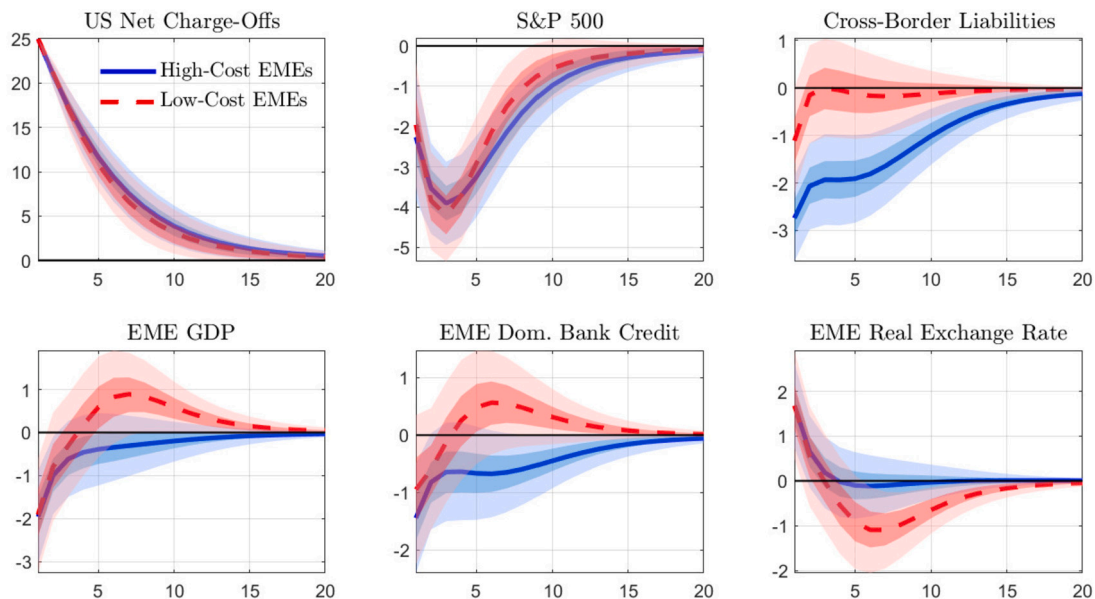 US Net Charge-Offs
25
20
15
10
5
0
5 10 15 20
High-Cost EMEs
Low-Cost EMEs
S&P 500
0
-1
-2
-3
-4
-5
5 10 15 20
Cross-Border Liabilities
1
0
-1
-2
-3
5 10 15 20
EME GDP
1
0
-1
-2
-3
5 10 15 20
EME Dom. Bank Credit
1
0
-1
-2
5 10 15 20
EME Real Exchange Rate
2
1
0
-1
-2
5 10 15 20